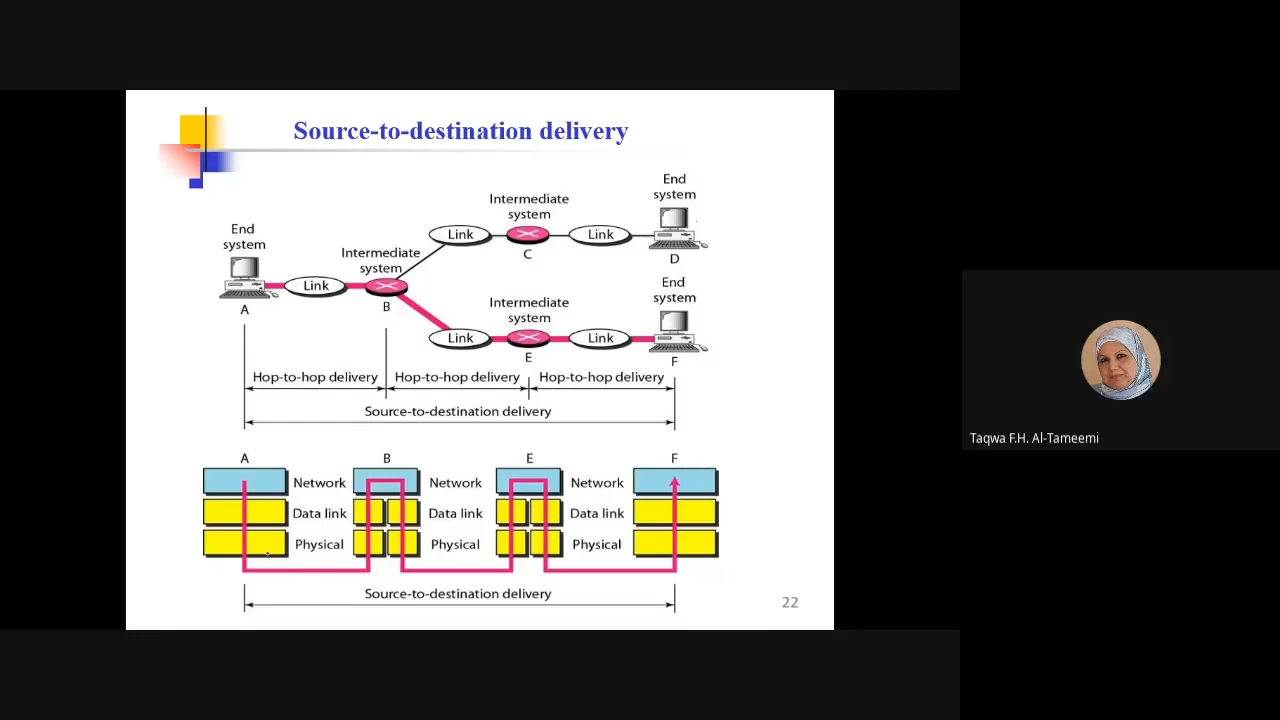 Source-to-destination delivery
End
system
Intermediate
system
Link
Link
C
D
End
system
Intermediate
system
Link
A
B
End
system
Intermediate
system
Link
Link
E
F
Hop-to-hop delivery
Hop-to-hop delivery
Hop-to-hop delivery
Source-to-destination delivery
A
B
E
F
Network
Network
Network
Data link
Data link
Data link
Physical
Physical
Physical
Source-to-destination delivery
22
Taqwa F.H. Al-Tameemi